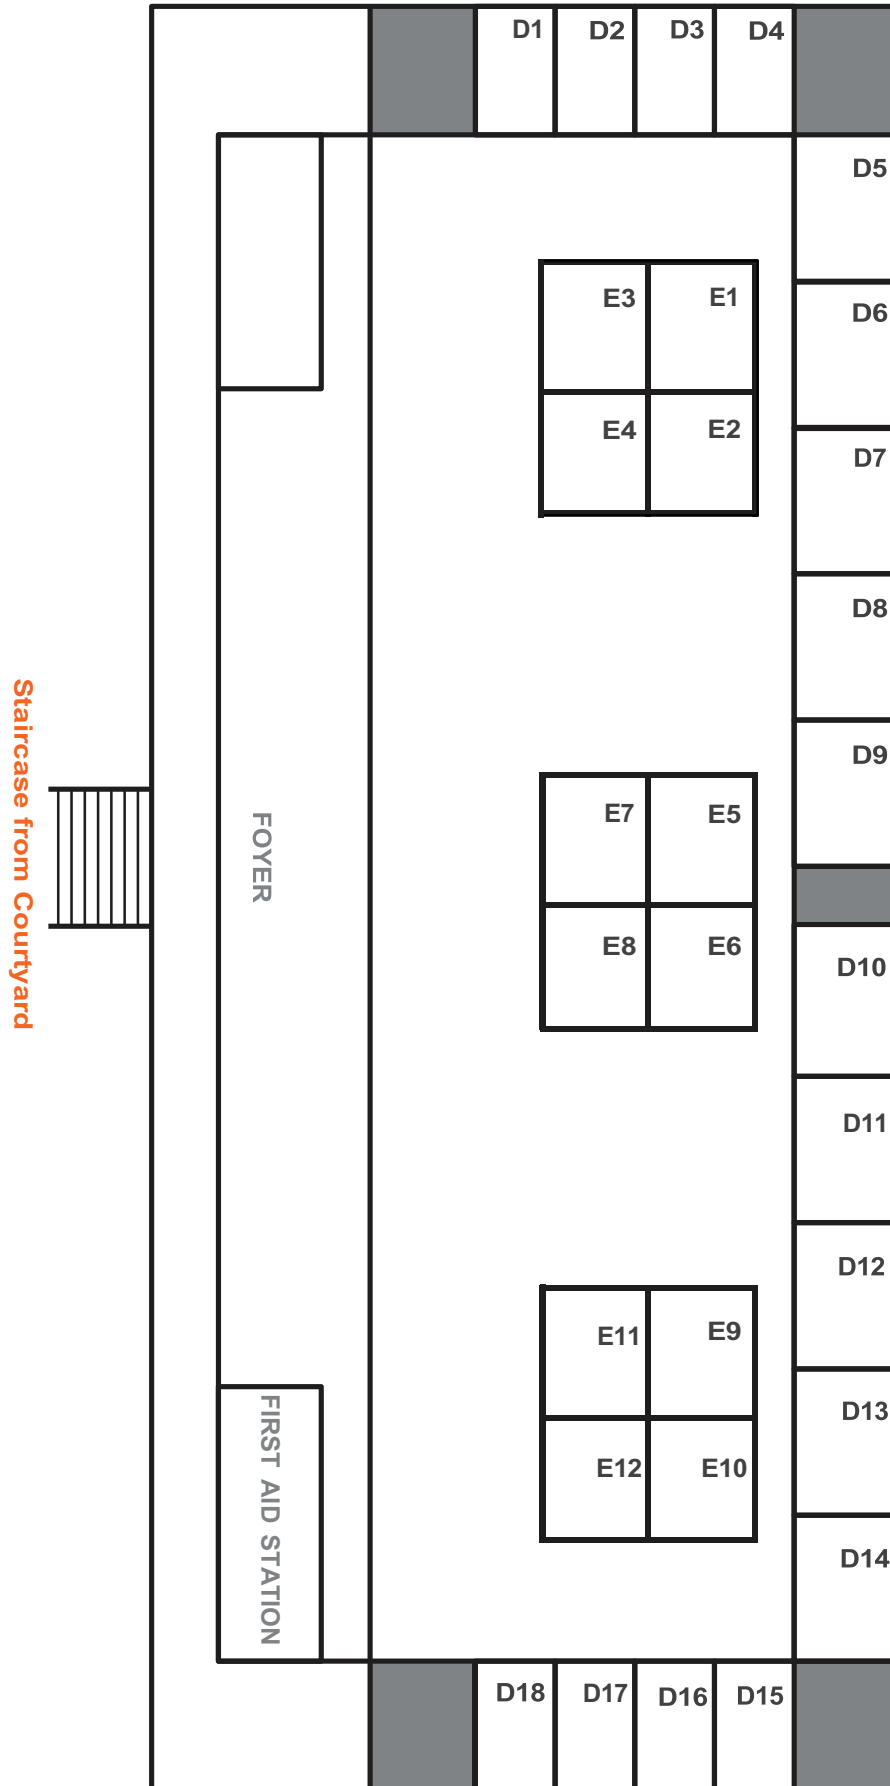 D1
D2
D3
D4
D5
D6
D7
D8
D9
D10
D11
D12
D13
D14
D15
D16
D17
D18
E3
E1
E4
E2
E7
E5
E8
E6
E11
E9
E12
E10
FOYER
FIRST AID STATION
Staircase from Courtyard